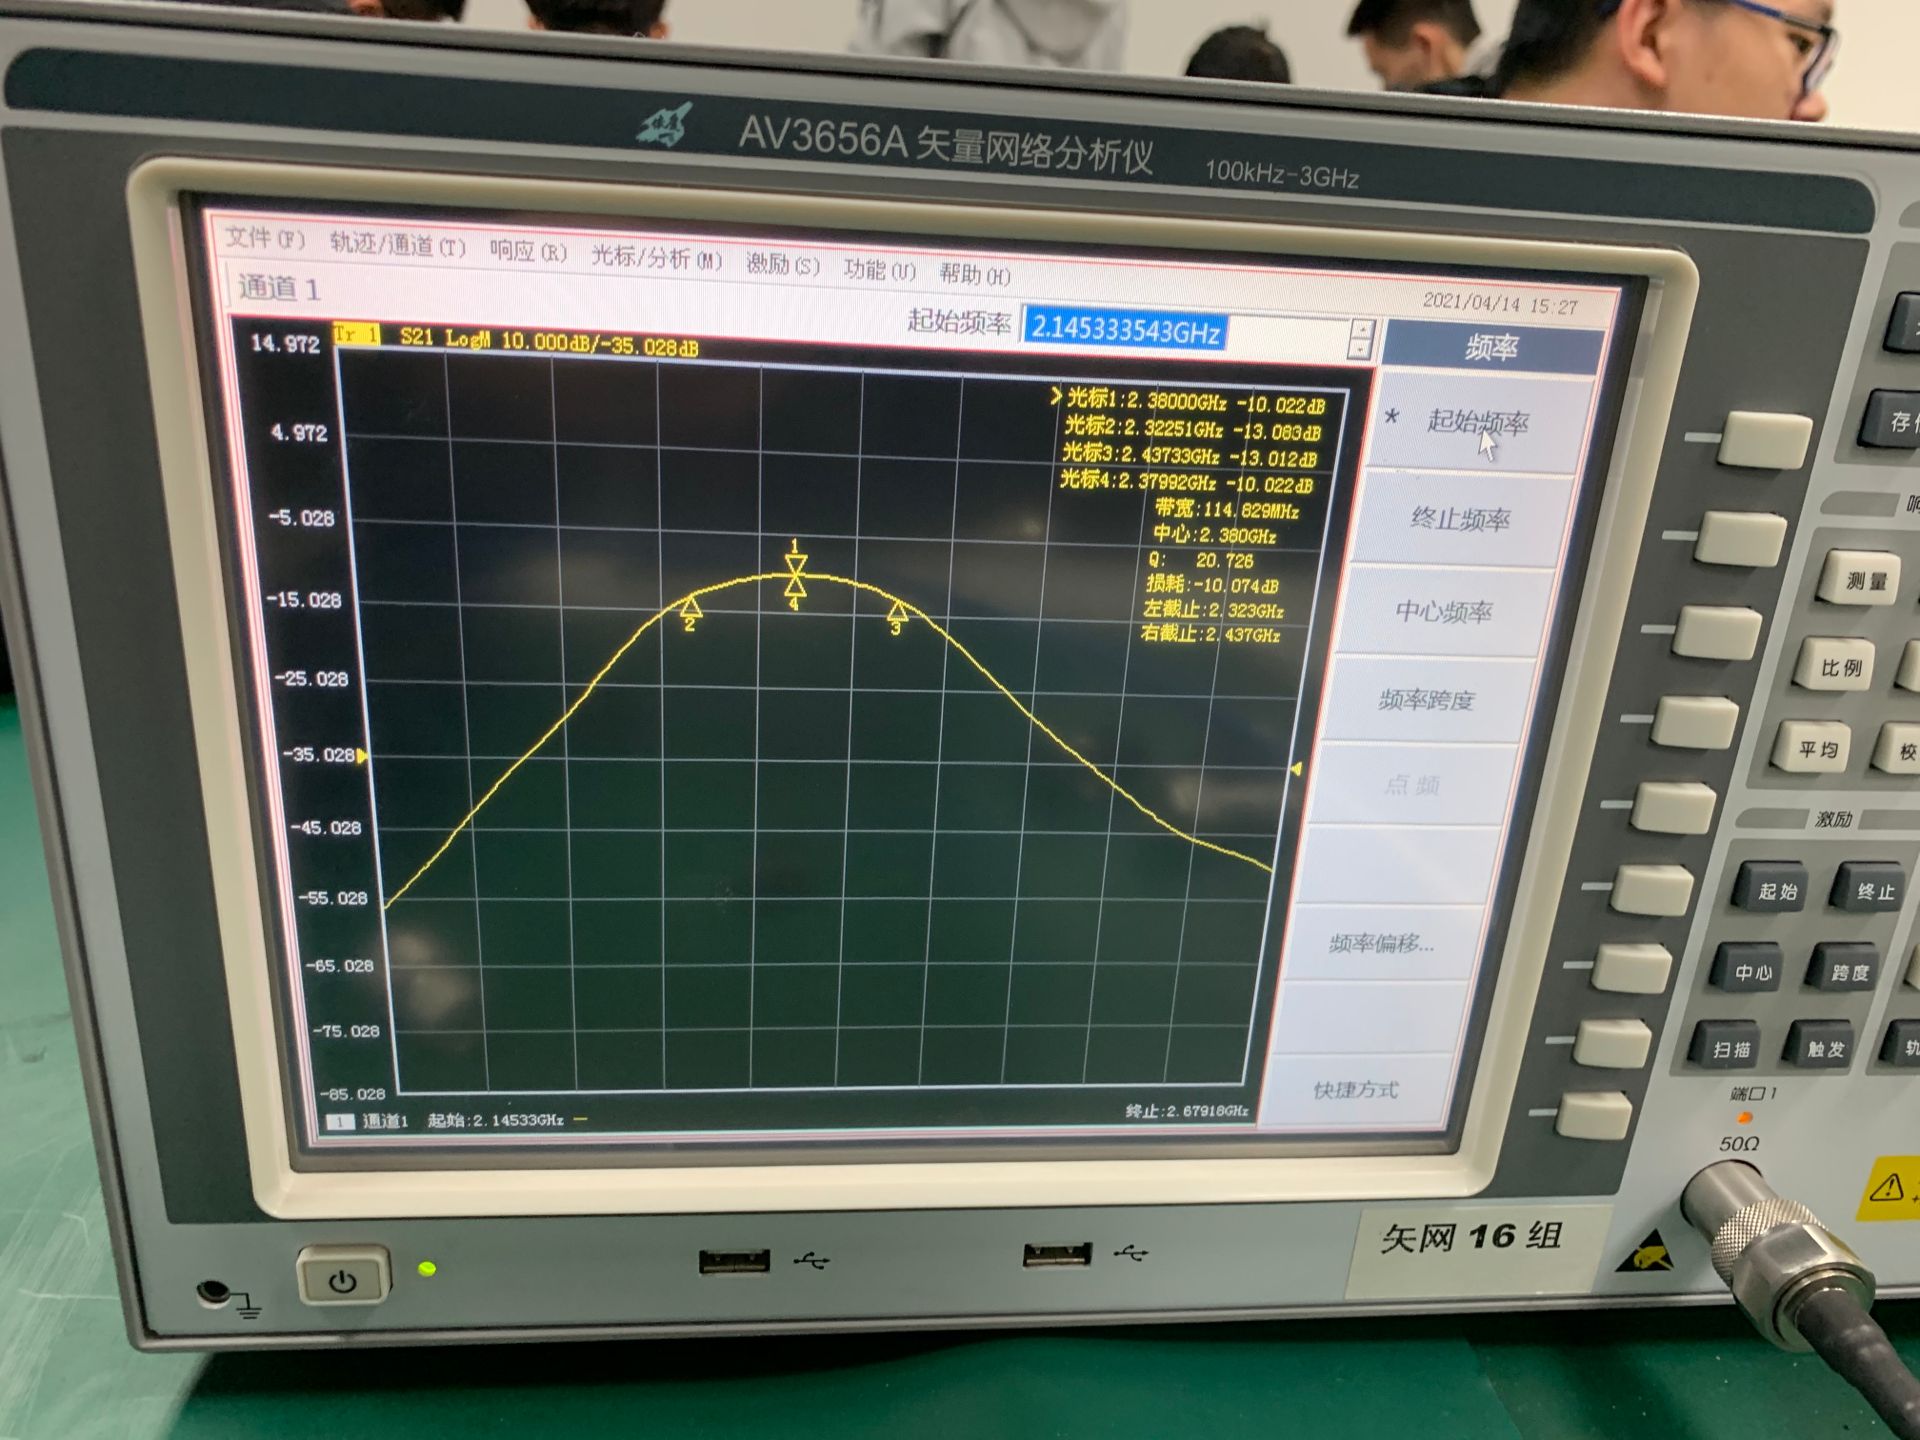 AV3656A 矢量网络分析仪 100kHz-3GHz
文件(F) 轨迹/通道(T) 响应(R) 光标/分析(M) 激励(S) 功能(U) 帮助(H)
2021/04/14 15:27
通道 1
起始频率 2.145333543GHz
频率
Tr 1 S21 LogM 10.000dB/-35.028dB
14.972
4.972
-5.028
-15.028
-25.028
-35.028
-45.028
-55.028
-65.028
-75.028
-85.028
>光标1:2.38000GHz -10.022dB
光标2:2.32251GHz -13.083dB
光标3:2.43733GHz -13.012dB
光标4:2.37992GHz -10.022dB
带宽:114.829MHz
中心:2.380GHz
Q: 20.726
损耗:-10.074dB
左截止:2.323GHz
右截止:2.437GHz
1
2
4
3
1 通道1 起始:2.14533GHz
终止:2.67918GHz
* 起始频率
终止频率
中心频率
频率跨度
点 频
频率偏移...
快捷方式
测量
比例
平均
激励
起始 终止
中心 跨度
扫描 触发
端口1
50Ω
矢网 16 组